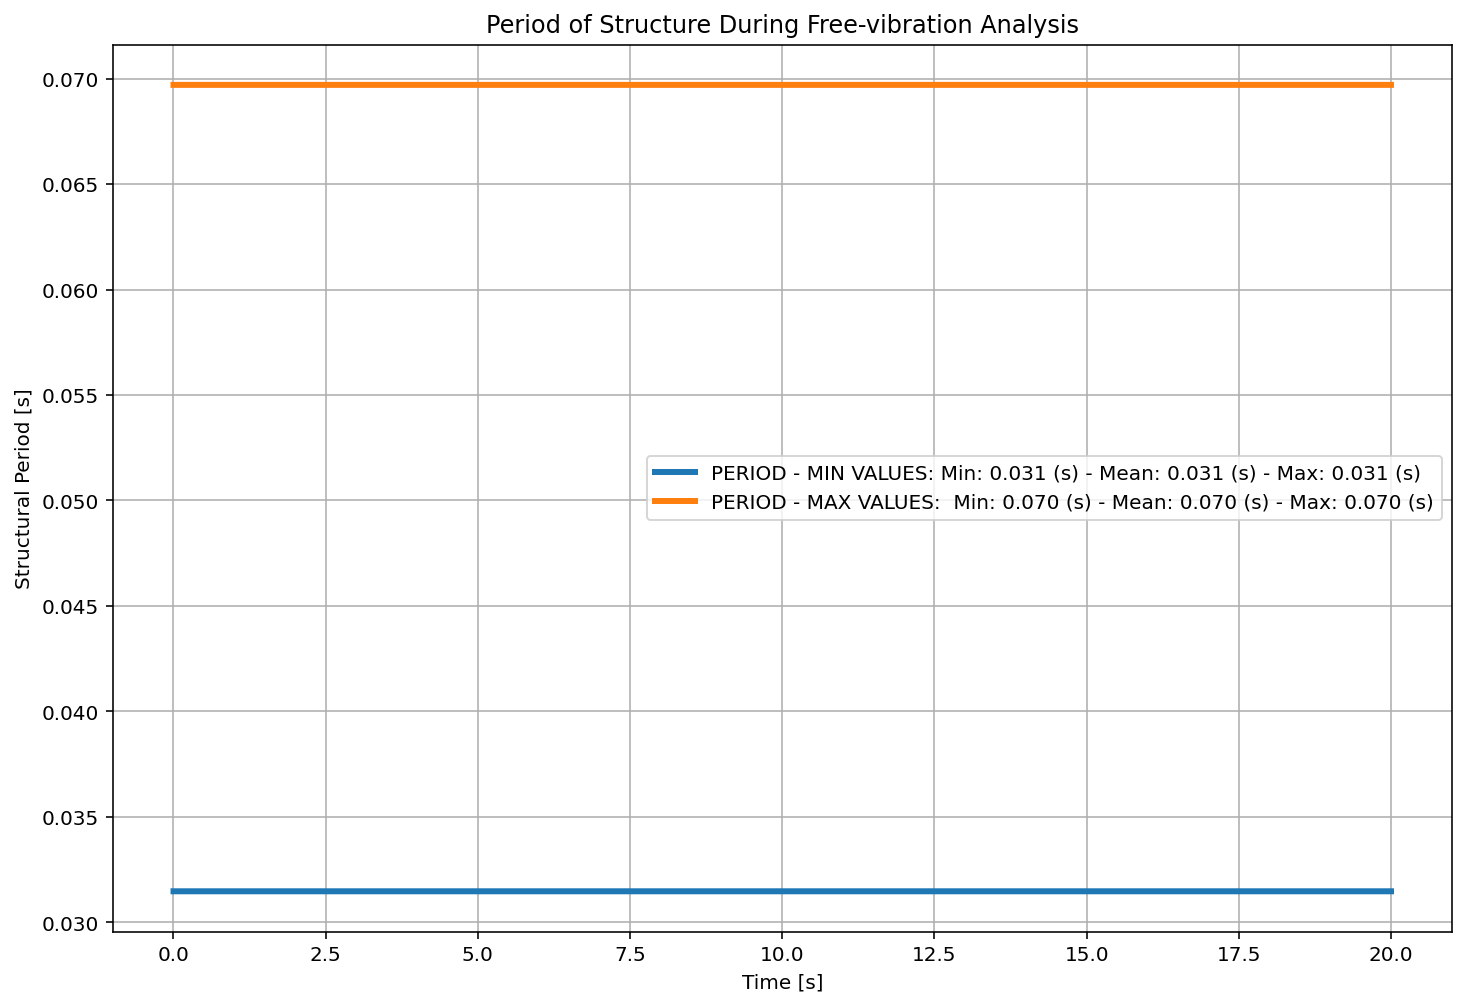 Period of Structure During Free-vibration Analysis
0.070
0.065
0.060
0.055
0.050
0.045
0.040
0.035
0.030
Structural Period [s]
PERIOD - MIN VALUES: Min: 0.031 (s) - Mean: 0.031 (s) - Max: 0.031 (s)
PERIOD - MAX VALUES:  Min: 0.070 (s) - Mean: 0.070 (s) - Max: 0.070 (s)
0.0 2.5 5.0 7.5 10.0 12.5 15.0 17.5 20.0
Time [s]